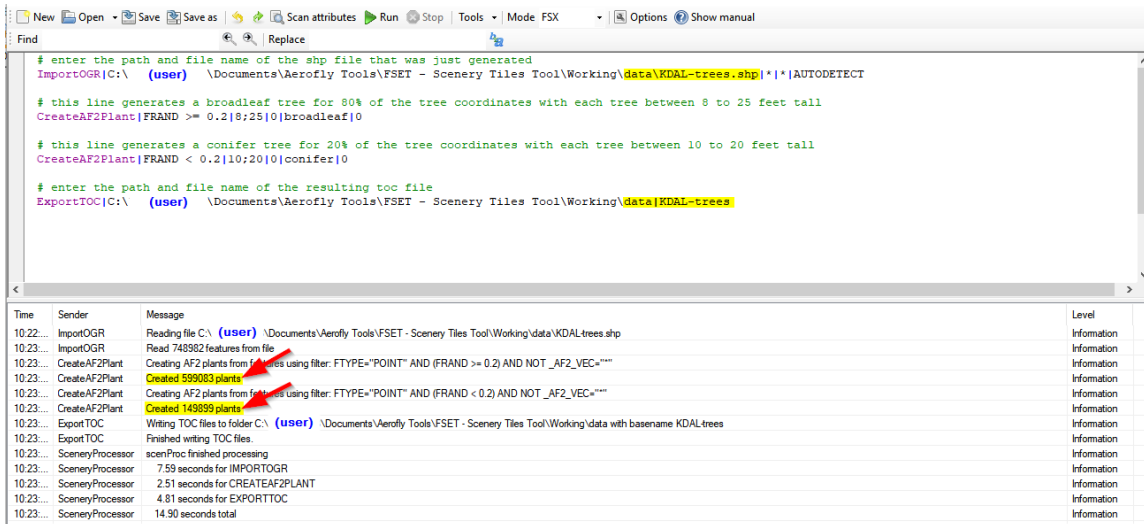 New Open Save Save as Scan attributes Run Stop Tools Mode FSX Options Show manual
Find Replace
# enter the path and file name of the shp file that was just generated
ImportOGR|C:\ (user) \Documents\Aerofly Tools\FSET - Scenery Tiles Tool\Working\data\KDAL-trees.shp|*|*|AUTODETECT
# this line generates a broadleaf tree for 80% of the tree coordinates with each tree between 8 to 25 feet tall
CreateAF2Plant|FRAND >= 0.2|8;25|0|broadleaf|0
# this line generates a conifer tree for 20% of the tree coordinates with each tree between 10 to 20 feet tall
CreateAF2Plant|FRAND < 0.2|10;20|0|conifer|0
# enter the path and file name of the resulting toc file
ExportTOC|C:\ (user) \Documents\Aerofly Tools\FSET - Scenery Tiles Tool\Working\data|KDAL-trees
Time Sender Message Level
10:22:... ImportOGR Reading file C:\ (user) \Documents\Aerofly Tools\FSET - Scenery Tiles Tool\Working\data\KDAL-trees.shp Information
10:23:... ImportOGR Read 748982 features from file Information
10:23:... CreateAF2Plant Creating AF2 plants from features using filter: FTYPE="POINT" AND (FRAND >= 0.2) AND NOT _AF2_VEC="*" Information
10:23:... CreateAF2Plant Created 599083 plants Information
10:23:... CreateAF2Plant Creating AF2 plants from features using filter: FTYPE="POINT" AND (FRAND < 0.2) AND NOT _AF2_VEC="*" Information
10:23:... CreateAF2Plant Created 149899 plants Information
10:23:... ExportTOC Writing TOC files to folder C:\ (user) \Documents\Aerofly Tools\FSET - Scenery Tiles Tool\Working\data with basename KDAL-trees Information
10:23:... ExportTOC Finished writing TOC files. Information
10:23:... SceneryProcessor scenProc finished processing Information
10:23:... SceneryProcessor 7.59 seconds for IMPORTOGR Information
10:23:... SceneryProcessor 2.51 seconds for CREATEAF2PLANT Information
10:23:... SceneryProcessor 4.81 seconds for EXPORTTOC Information
10:23:... SceneryProcessor 14.90 seconds total Information